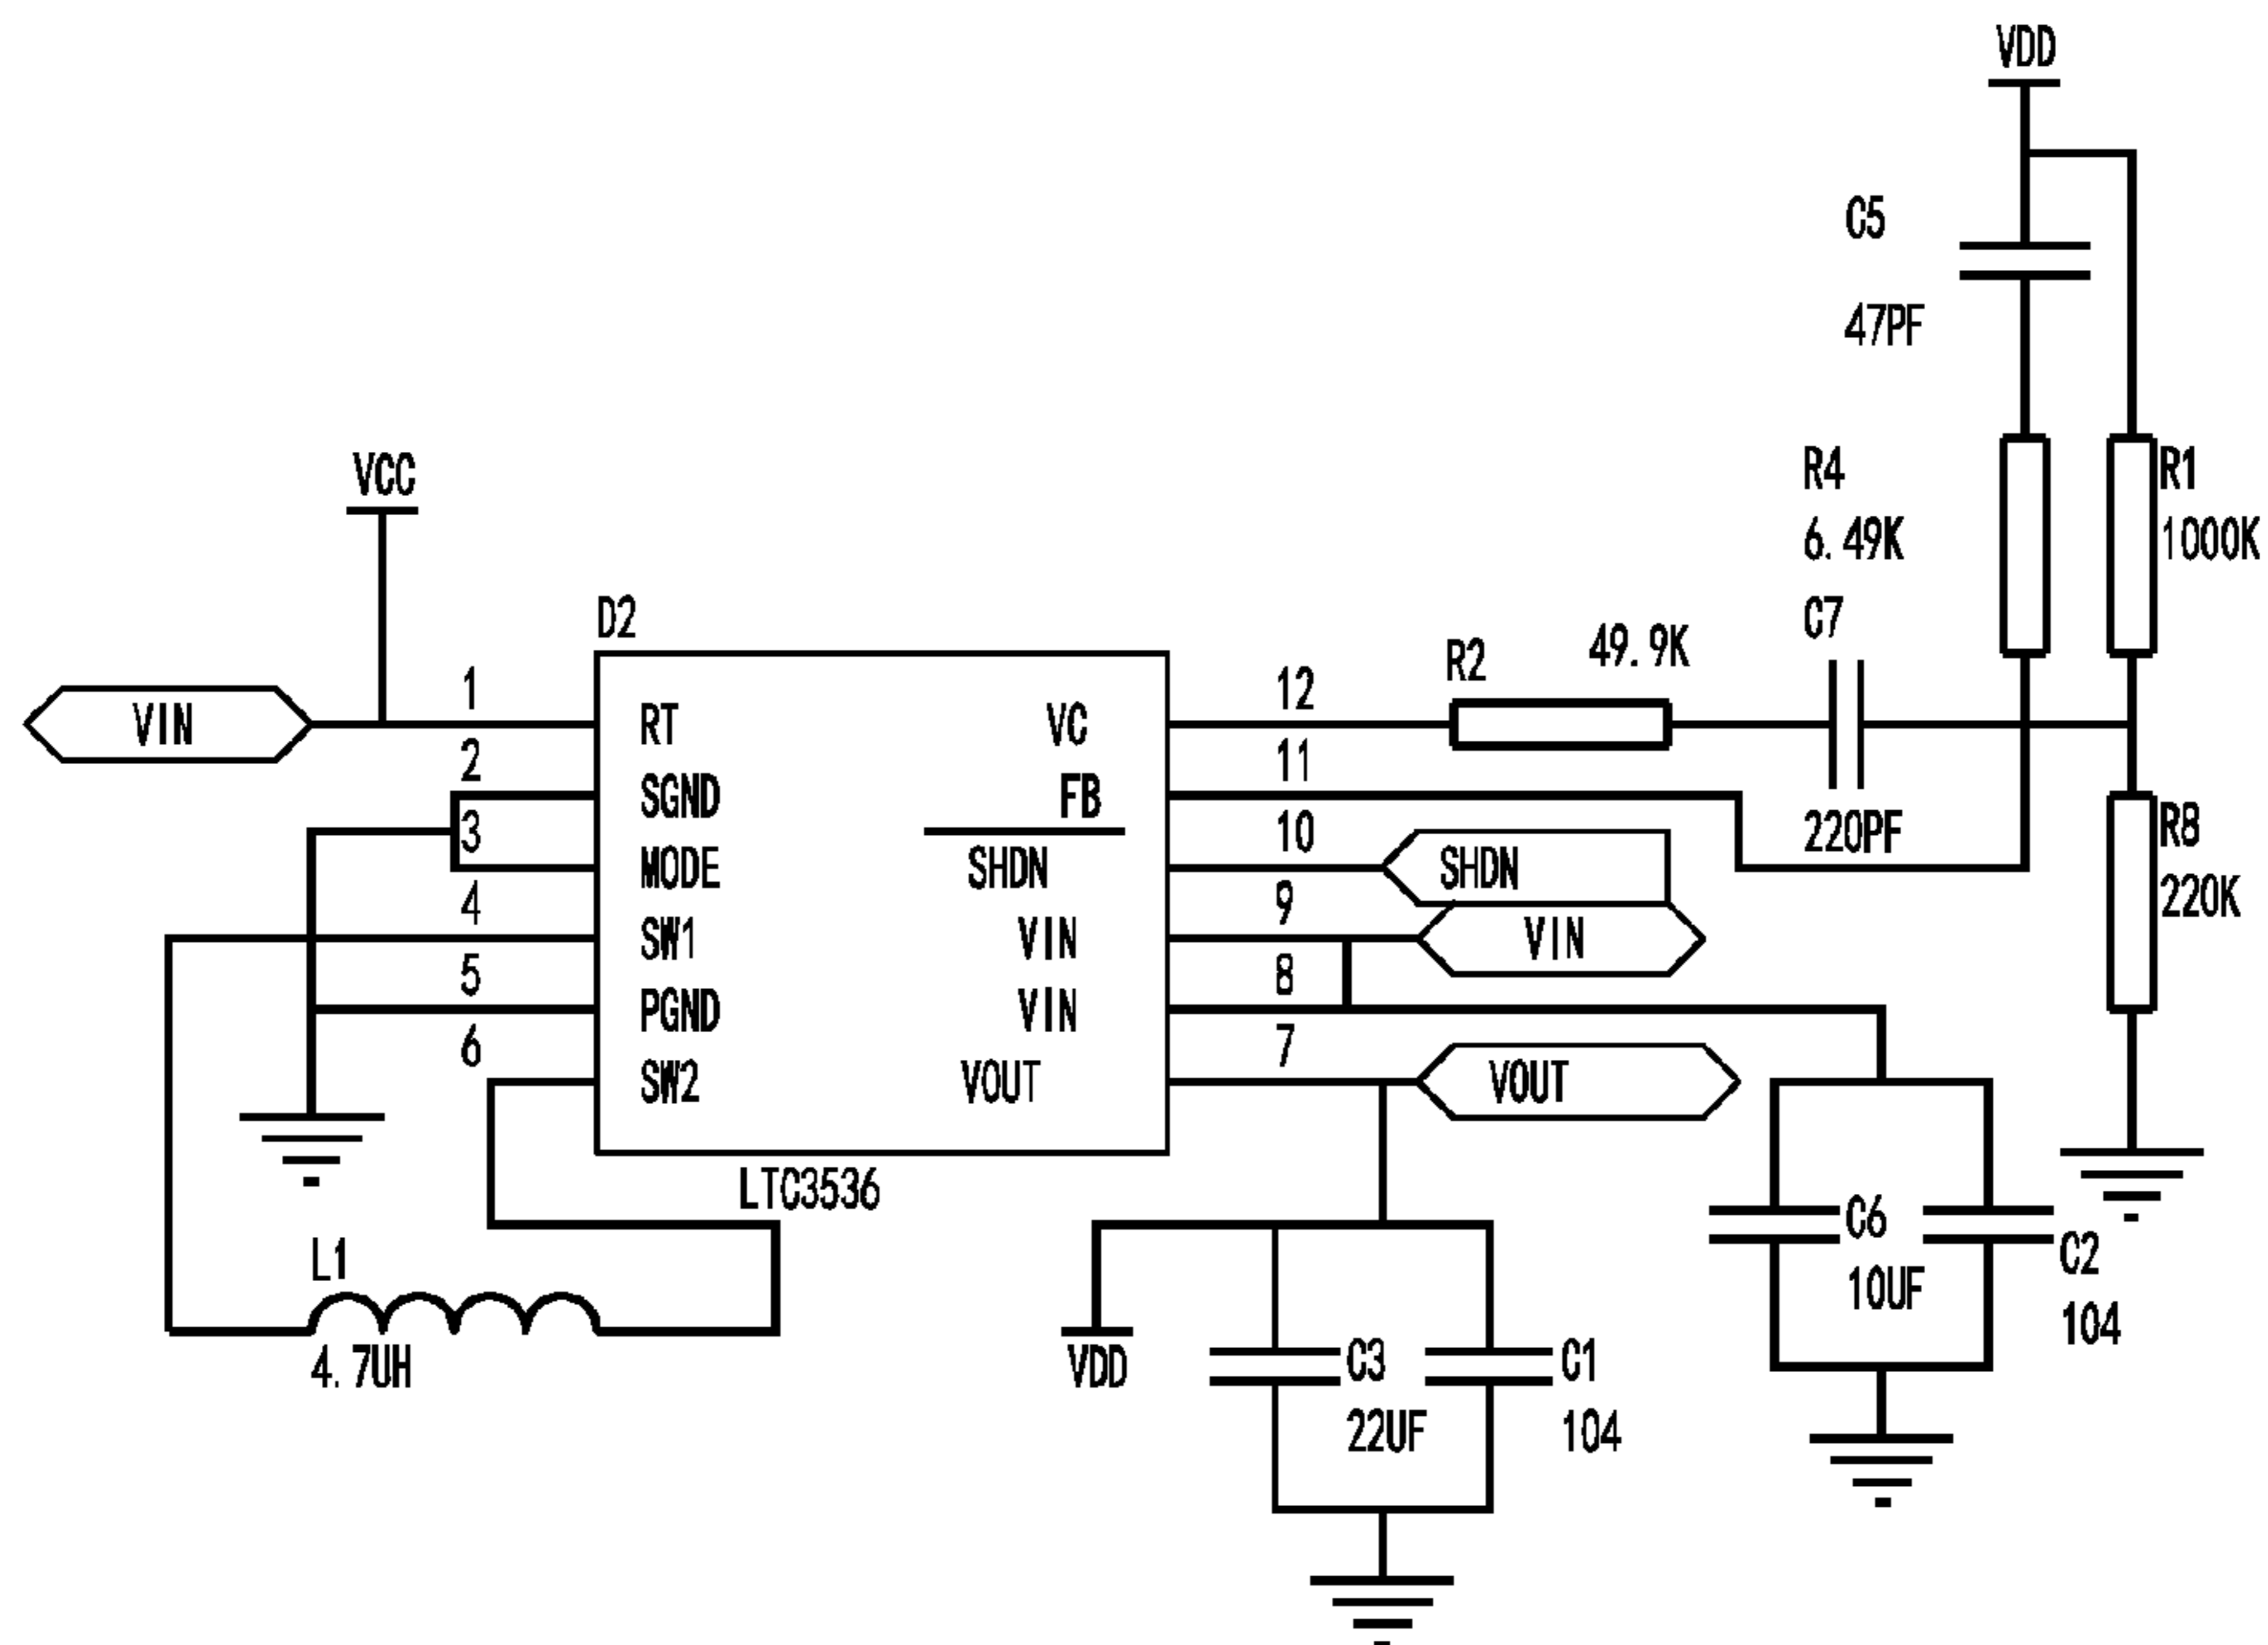 VDD
C5
47PF
VCC
R4
6.49K
R1
1000K
D2
C7
R2
49.9K
VIN
1
RT
VC
12
2
SGND
FB
11
220PF
3
MODE
SHDN
10
SHDN
R8
220K
4
SW1
VIN
9
VIN
5
PGND
VIN
8
6
SW2
VOUT
7
VOUT
LTC3536
L1
4.7UH
VDD
C3
22UF
C1
104
C6
10UF
C2
104